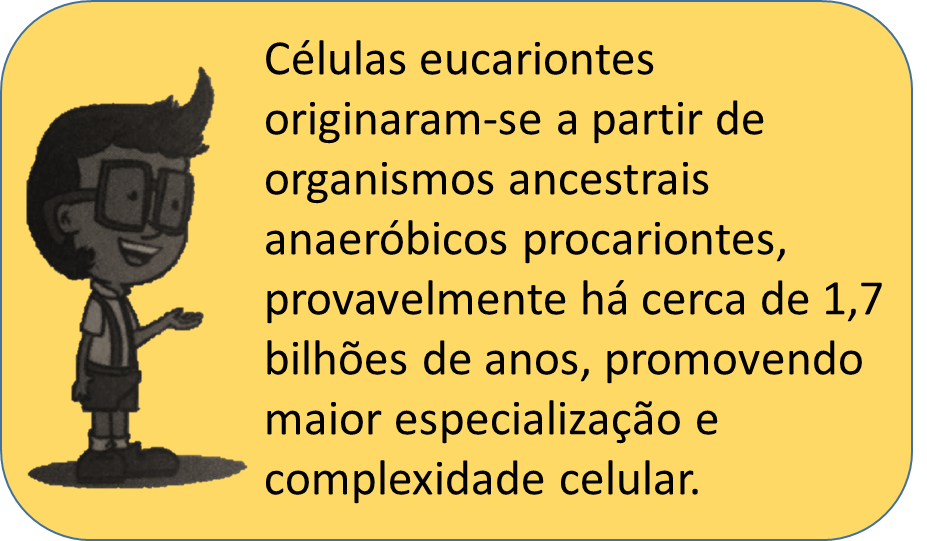 Células eucariontes
originaram-se a partir de
organismos ancestrais
anaeróbicos procariontes,
provavelmente há cerca de 1,7
bilhões de anos, promovendo
maior especialização e
complexidade celular.